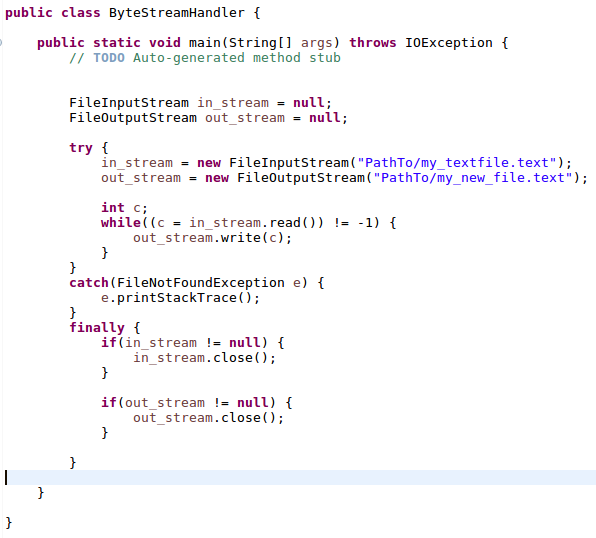 public class ByteStreamHandler {
public static void main(String[] args) throws IOException {
// TODO Auto-generated method stub
FileInputStream in_stream = null;
FileOutputStream out_stream = null;
try {
in_stream = new FileInputStream("PathTo/my_textfile.text");
out_stream = new FileOutputStream("PathTo/my_new_file.text");
int c;
while((c = in_stream.read()) != -1) {
out_stream.write(c);
}
}
catch(FileNotFoundException e) {
e.printStackTrace();
}
finally {
if(in_stream != null) {
in_stream.close();
}
if(out_stream != null) {
out_stream.close();
}
}
}
}